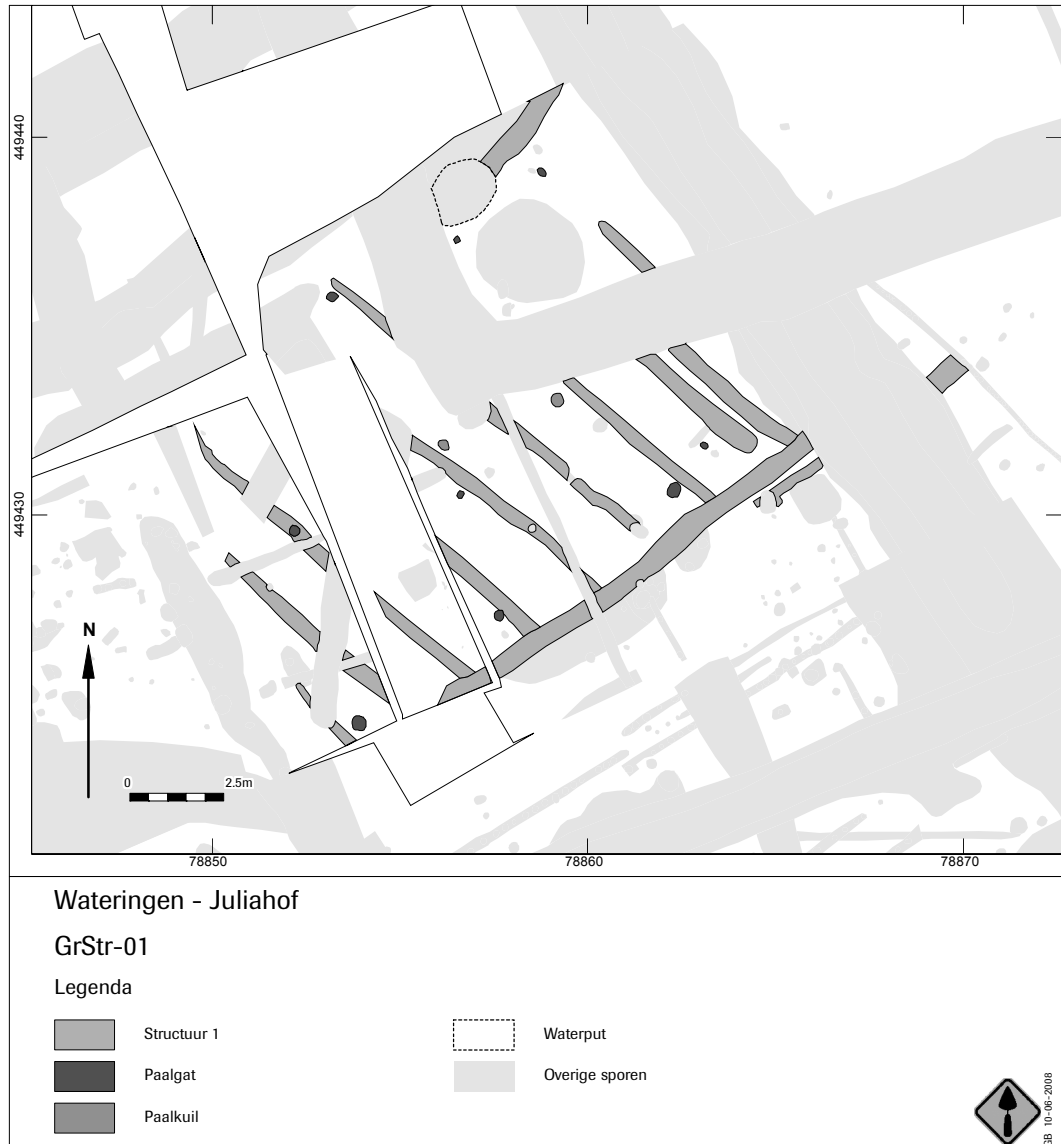 449440
449430
N
0 2.5m
78850 78860 78870
Wateringen - Juliahof
GrStr-01
Legenda
Structuur 1
Paalgat
Paalkuil
Waterput
Overige sporen
GB 10-06-2008